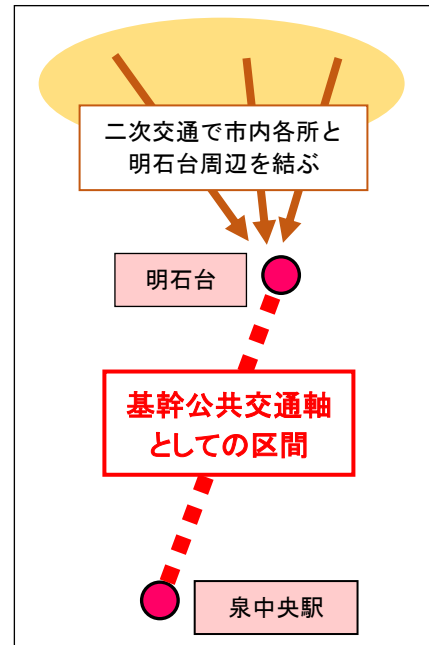 二次交通で市内各所と
明石台周辺を結ぶ
明石台
基幹公共交通軸
としての区間
泉中央駅